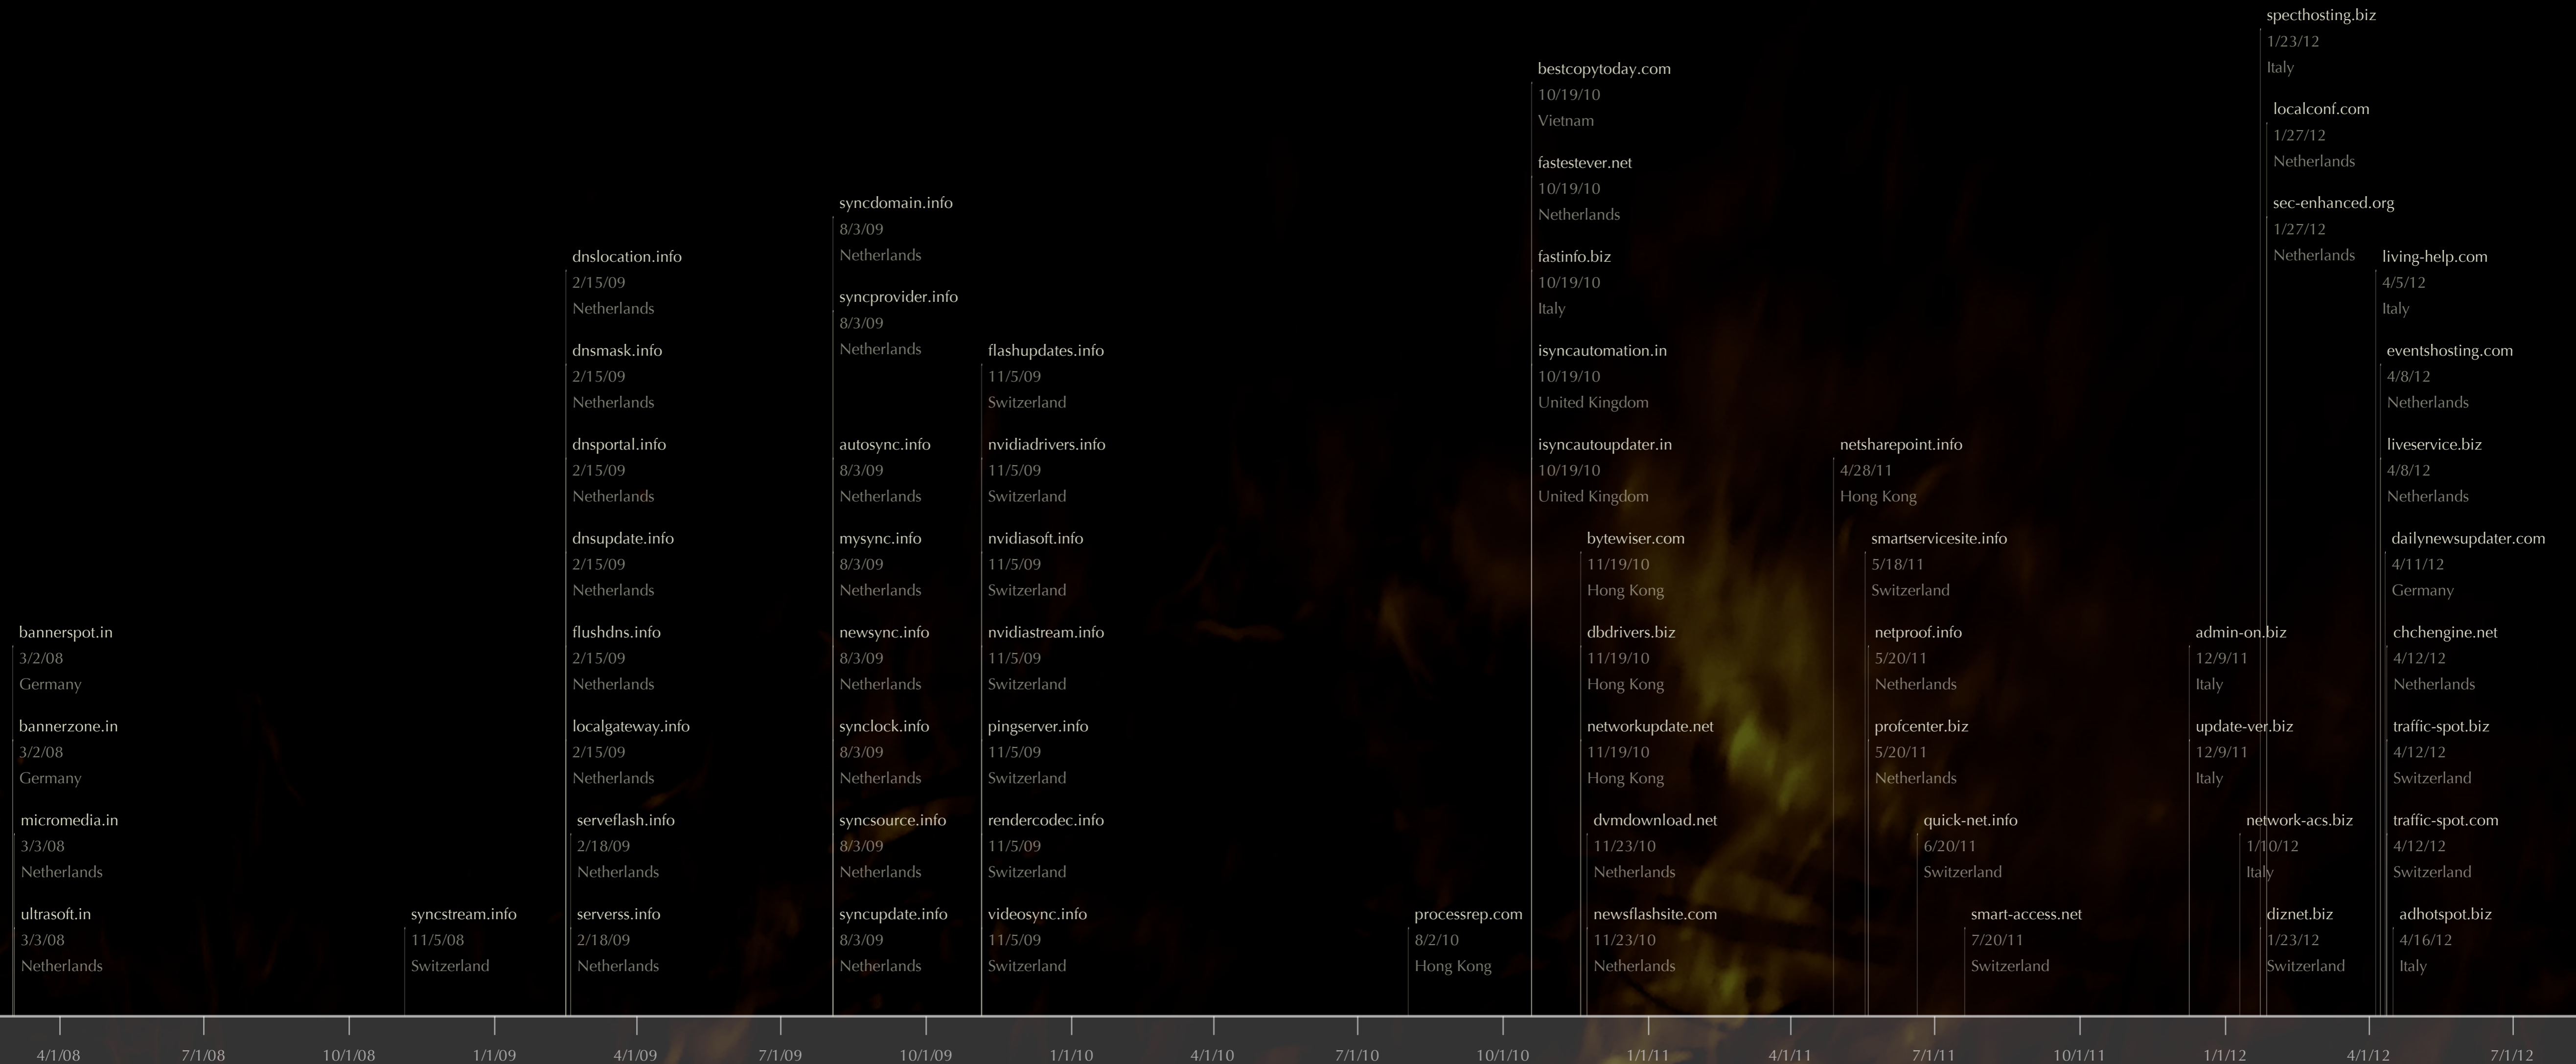 bannerspot.in
3/2/08
Germany
bannerzone.in
3/2/08
Germany
micromedia.in
3/3/08
Netherlands
ultrasoft.in
3/3/08
Netherlands
syncstream.info
11/5/08
Switzerland
dnslocation.info
2/15/09
Netherlands
dnsmask.info
2/15/09
Netherlands
dnsportal.info
2/15/09
Netherlands
dnsupdate.info
2/15/09
Netherlands
flushdns.info
2/15/09
Netherlands
localgateway.info
2/15/09
Netherlands
serveflash.info
2/18/09
Netherlands
serverss.info
2/18/09
Netherlands
syncdomain.info
8/3/09
Netherlands
syncprovider.info
8/3/09
Netherlands
autosync.info
8/3/09
Netherlands
mysync.info
8/3/09
Netherlands
newsync.info
8/3/09
Netherlands
synclock.info
8/3/09
Netherlands
syncsource.info
8/3/09
Netherlands
syncupdate.info
8/3/09
Netherlands
flashupdates.info
11/5/09
Switzerland
nvidiadrivers.info
11/5/09
Switzerland
nvidiasoft.info
11/5/09
Switzerland
nvidiastream.info
11/5/09
Switzerland
pingserver.info
11/5/09
Switzerland
rendercodec.info
11/5/09
Switzerland
videosync.info
11/5/09
Switzerland
processrep.com
8/2/10
Hong Kong
bestcopytoday.com
10/19/10
Vietnam
fastestever.net
10/19/10
Netherlands
fastinfo.biz
10/19/10
Italy
isyncautomation.in
10/19/10
United Kingdom
isyncautoupdater.in
10/19/10
United Kingdom
bytewiser.com
11/19/10
Hong Kong
dbdrivers.biz
11/19/10
Hong Kong
networkupdate.net
11/19/10
Hong Kong
dvmdownload.net
11/23/10
Netherlands
newsflashsite.com
11/23/10
Netherlands
netsharepoint.info
4/28/11
Hong Kong
smartservicesite.info
5/18/11
Switzerland
netproof.info
5/20/11
Netherlands
profcenter.biz
5/20/11
Netherlands
quick-net.info
6/20/11
Switzerland
smart-access.net
7/20/11
Switzerland
admin-on.biz
12/9/11
Italy
update-ver.biz
12/9/11
Italy
network-acs.biz
1/10/12
Italy
specthosting.biz
1/23/12
Italy
localconf.com
1/27/12
Netherlands
sec-enhanced.org
1/27/12
Netherlands
diznet.biz
1/23/12
Switzerland
living-help.com
4/5/12
Italy
eventshosting.com
4/8/12
Netherlands
liveservice.biz
4/8/12
Netherlands
dailynewsupdater.com
4/11/12
Germany
chchengine.net
4/12/12
Netherlands
traffic-spot.biz
4/12/12
Switzerland
traffic-spot.com
4/12/12
Switzerland
adhotspot.biz
4/16/12
Italy
4/1/08
7/1/08
10/1/08
1/1/09
4/1/09
7/1/09
10/1/09
1/1/10
4/1/10
7/1/10
10/1/10
1/1/11
4/1/11
7/1/11
10/1/11
1/1/12
4/1/12
7/1/12